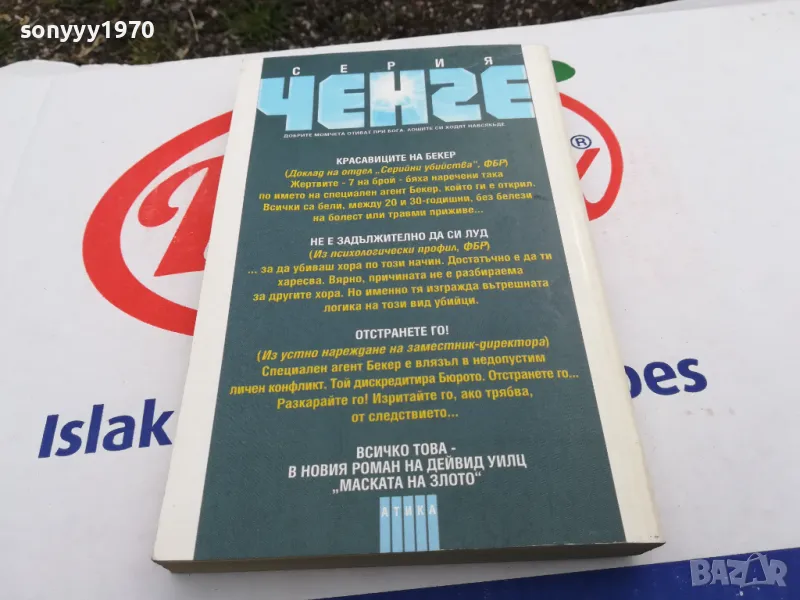 sonyyy1970
СЕРИЯ
ЧЕНГЕ
ДОБРИТЕ МОМЧЕТА ОТИВАТ ПРИ БОГА. ЛОШИТЕ СИ ХОДЯТ НАВСЯКЪДЕ.
КРАСАВИЦИТЕ НА БЕКЕР
(Доклад на отдел „Серийни убийства", ФБР)
Жертвите - 7 на брой - бяха наречени така
по името на специален агент Бекер, който ги е открил.
Всички са бели, между 20 и 30-годишни, без белези
на болест или травми приживе...
НЕ Е ЗАДЪЛЖИТЕЛНО ДА СИ ЛУД
(Из психологически профил, ФБР)
... за да убиваш хора по този начин. Достатъчно е да ти
харесва. Вярно, причината не е разбираема
за другите хора. Но именно тя изгражда вътрешната
логика на този вид убийци.
ОТСТРАНЕТЕ ГО!
(Из устно нареждане на заместник-директора)
Специален агент Бекер е влязъл в недопустим
личен конфликт. Той дискредитира Бюрото. Отстранете го...
Разкарайте го! Изритайте го, ако трябва,
от следствието...
ВСИЧКО ТОВА -
В НОВИЯ РОМАН НА ДЕЙВИД УИЛЦ
„МАСКАТА НА ЗЛОТО"
АТИКА
®
Islak
bes
BAZAR
bg